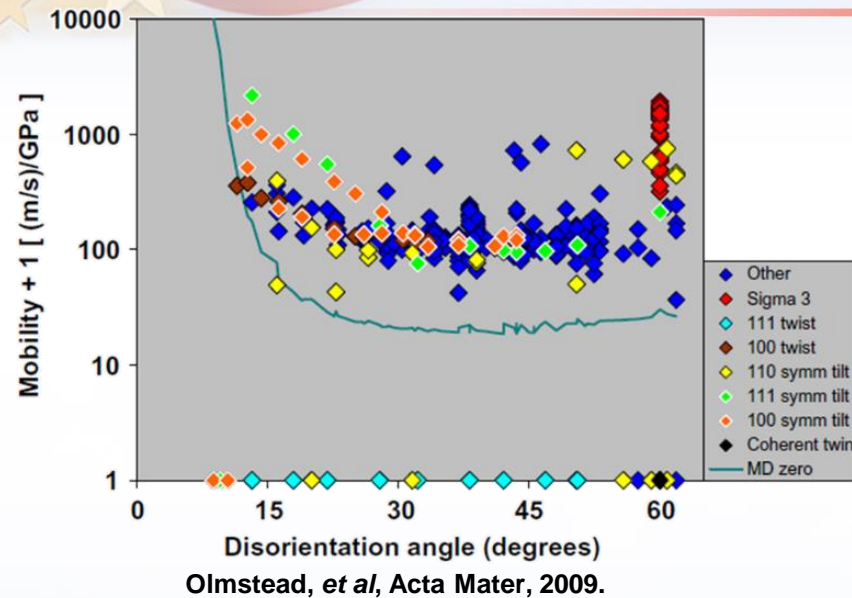 10000
1000
100
10
1
Mobility + 1 [ (m/s)/GPa ]
0 15 30 45 60
Disorientation angle (degrees)
Other
Sigma 3
111 twist
100 twist
110 symm tilt
111 symm tilt
100 symm tilt
Coherent twin
MD zero
Olmstead, et al, Acta Mater, 2009.